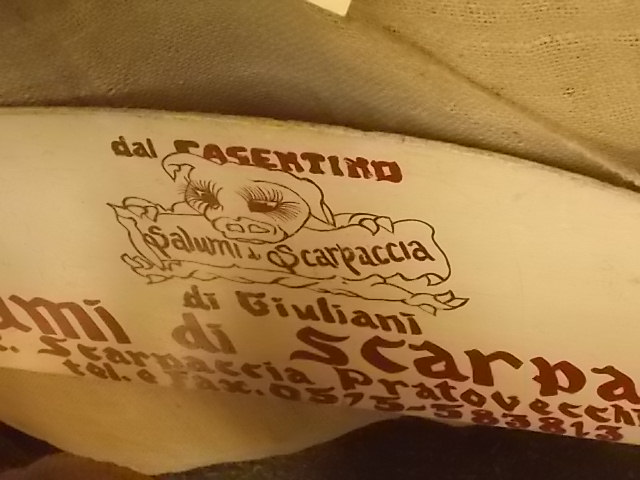 dal CASENTINO
Salumi di Scarpaccia
di Giuliani
ami di Scarpa
. Scarpaccia Pratovecchi
tel. e fax. 0575-583813